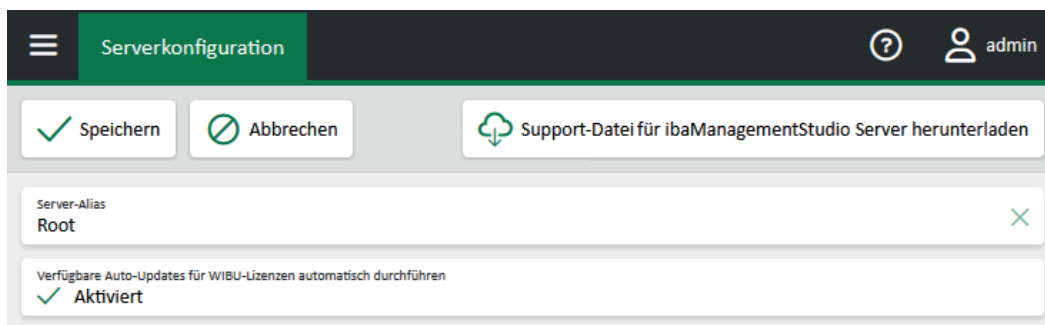 Serverkonfiguration
admin
Speichern
Abbrechen
Support-Datei für ibaManagementStudio Server herunterladen
Server-Alias
Root
Verfügbare Auto-Updates für WIBU-Lizenzen automatisch durchführen
Aktiviert